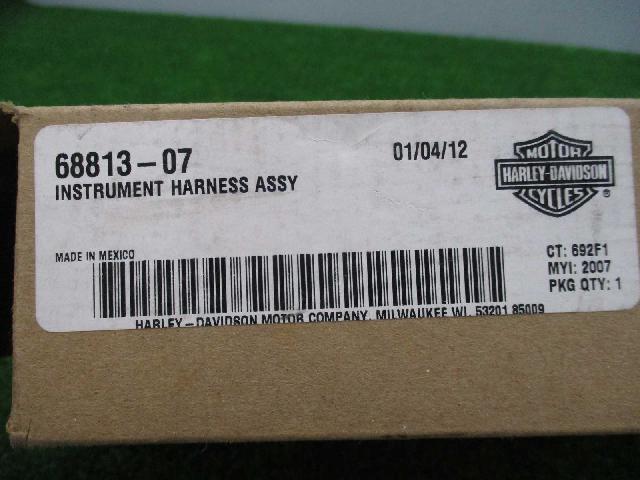 68813-07
INSTRUMENT HARNESS ASSY
01/04/12
MOTOR
HARLEY-DAVIDSON
CYCLES
®
MADE IN MEXICO
CT: 692F1
MYI: 2007
PKG QTY: 1
HARLEY-DAVIDSON MOTOR COMPANY, MILWAUKEE WI, 53201 85009